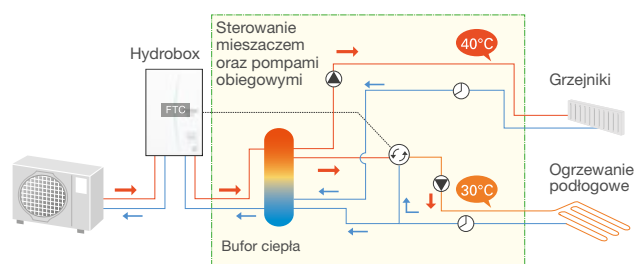 Sterowanie
mieszaczem
oraz pompami
obiegowymi
Hydrobox
FTC
40°C
Grzejniki
30°C
Ogrzewanie
podłogowe
Bufor ciepła